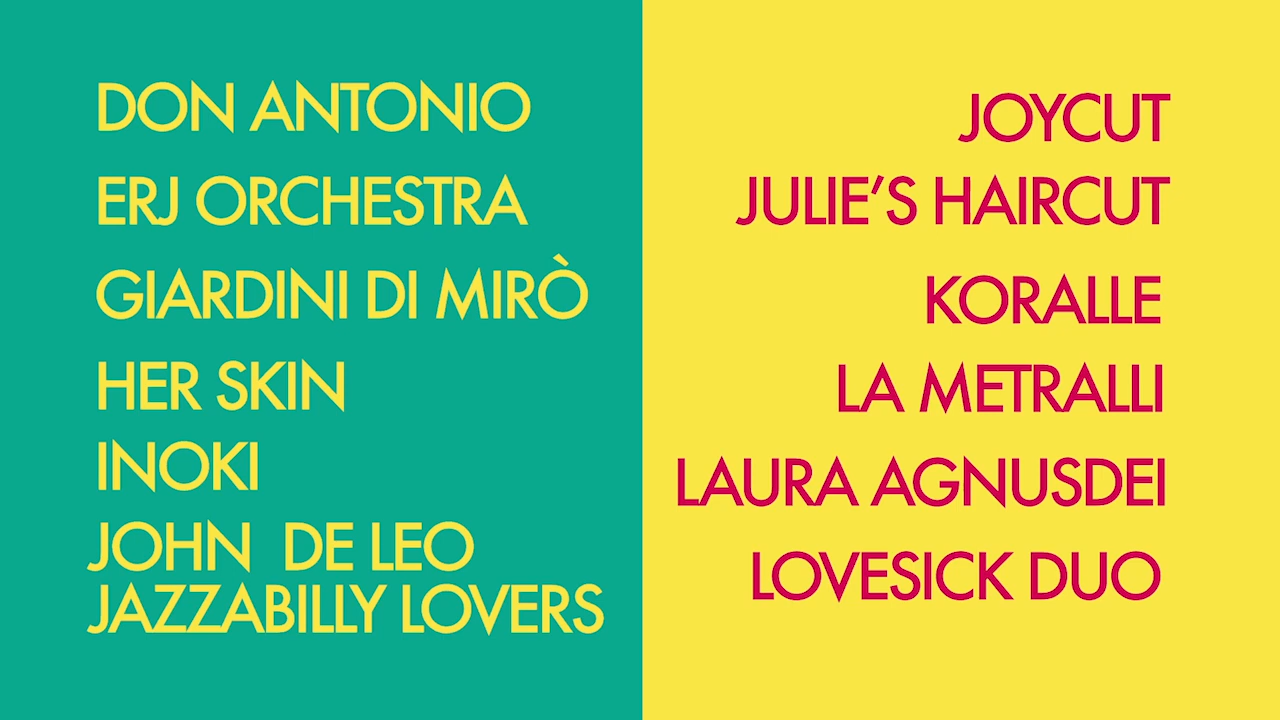 DON ANTONIO
ERJ ORCHESTRA
GIARDINI DI MIRÒ
HER SKIN
INOKI
JOHN DE LEO
JAZZABILLY LOVERS
JOYCUT
JULIE’S HAIRCUT
KORALLE
LA METRALLI
LAURA AGNUSDEI
LOVESICK DUO